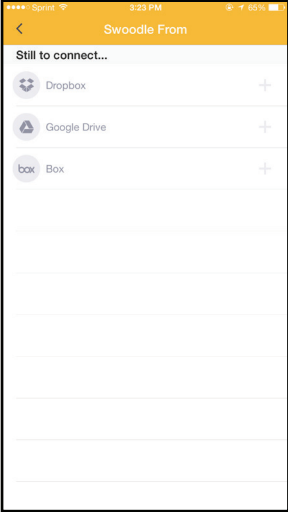 Sprint 3:23 PM 65%
Swoodle From
Still to connect...
Dropbox
Google Drive
box Box